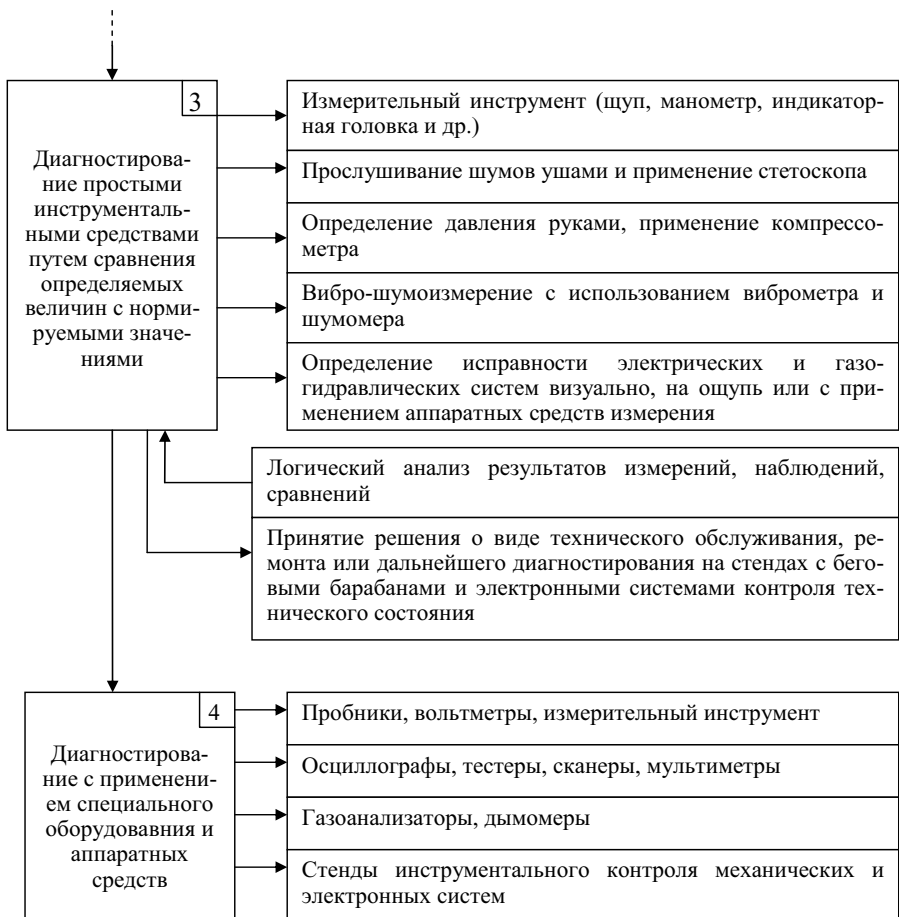 3
Диагностирова-
ние простыми
инструменталь-
ными средствами
путем сравнения
определяемых
величин с норми-
руемыми значе-
ниями
Измерительный инструмент (щуп, манометр, индикатор-
ная головка и др.)
Прослушивание шумов ушами и применение стетоскопа
Определение давления руками, применение компрессо-
метра
Вибро-шумоизмерение с использованием виброметра и
шумомера
Определение исправности электрических и газо-
гидравлических систем визуально, на ощупь или с при-
менением аппаратных средств измерения
Логический анализ результатов измерений, наблюдений,
сравнений
Принятие решения о виде технического обслуживания, ре-
монта или дальнейшего диагностирования на стендах с бего-
выми барабанами и электронными системами контроля тех-
нического состояния
4
Диагностирова-
ние с применени-
ем специального
оборудовавния и
аппаратных
средств
Пробники, вольтметры, измерительный инструмент
Осциллографы, тестеры, сканеры, мультиметры
Газоанализаторы, дымомеры
Стенды инструментального контроля механических и
электронных систем